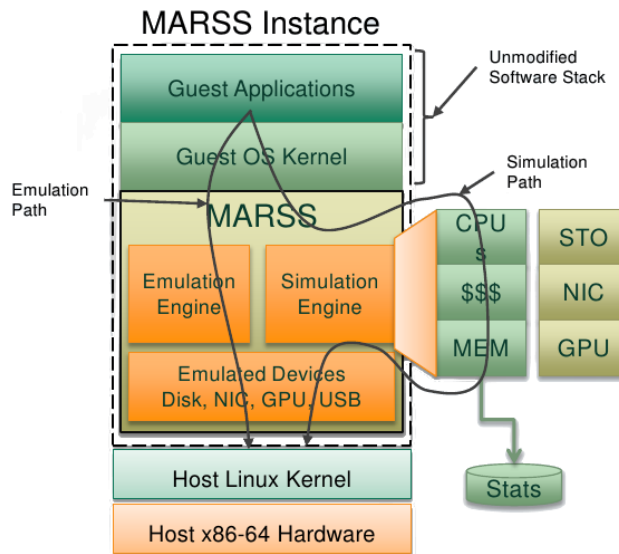 MARSS Instance
Unmodified
Software Stack
Guest Applications
Guest OS Kernel
Emulation
Path
Simulation
Path
MARSS
CPU
s
$$$
MEM
STO
NIC
GPU
Emulation
Engine
Simulation
Engine
Emulated Devices
Disk, NIC, GPU, USB
Host Linux Kernel
Host x86-64 Hardware
Stats